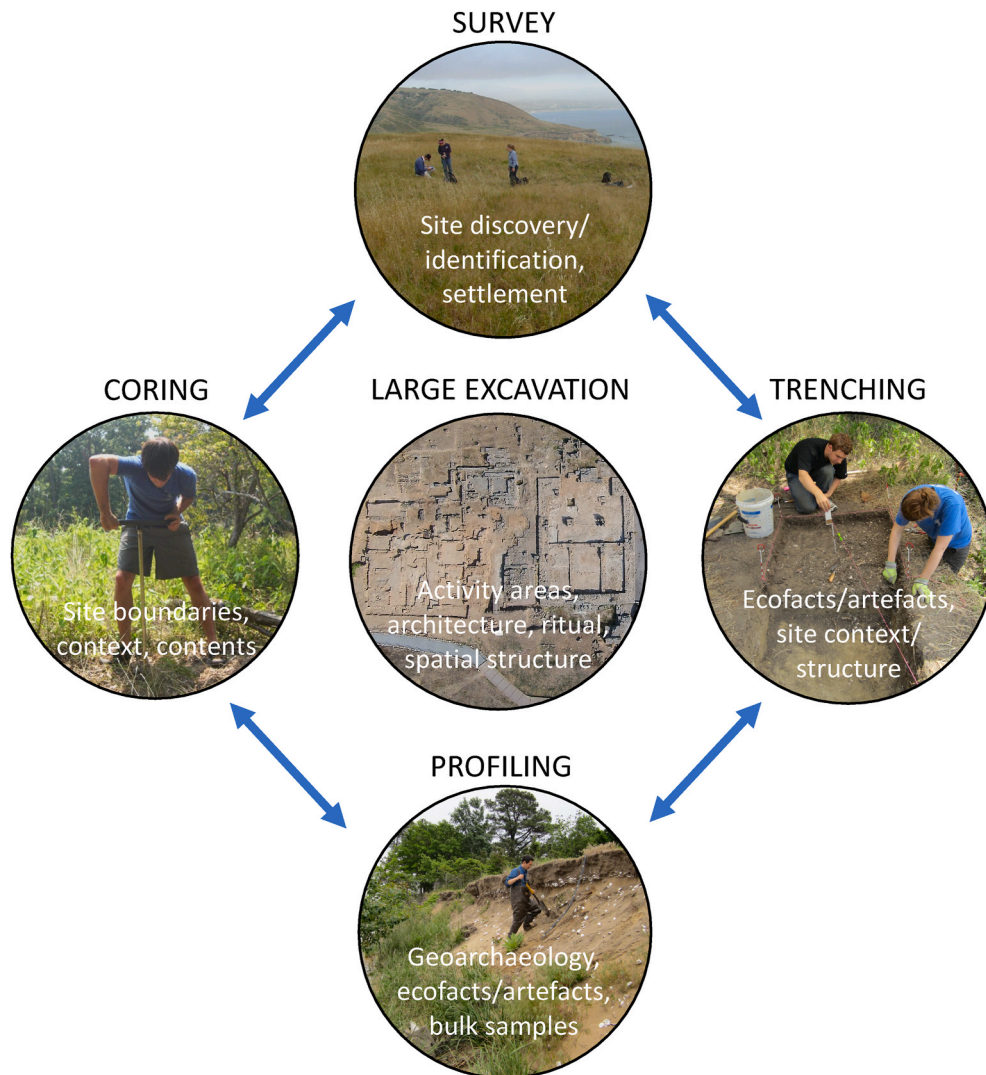 SURVEY
Site discovery/
identification,
settlement
CORING
Site boundaries,
context, contents
LARGE EXCAVATION
Activity areas,
architecture, ritual,
spatial structure
TRENCHING
Ecofacts/artefacts,
site context/
structure
PROFILING
Geoarchaeology,
ecofacts/artefacts,
bulk samples